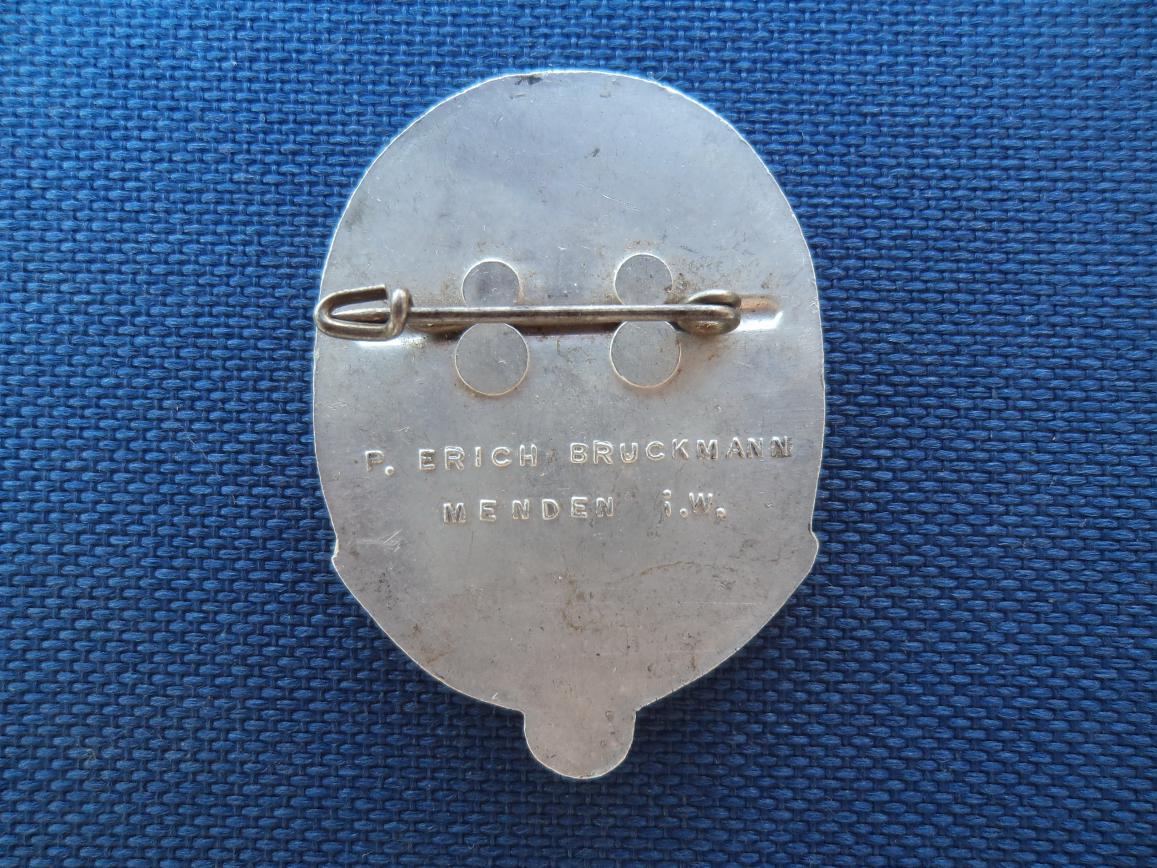 P. ERICH BRUCKMANN
MENDEN i.W.